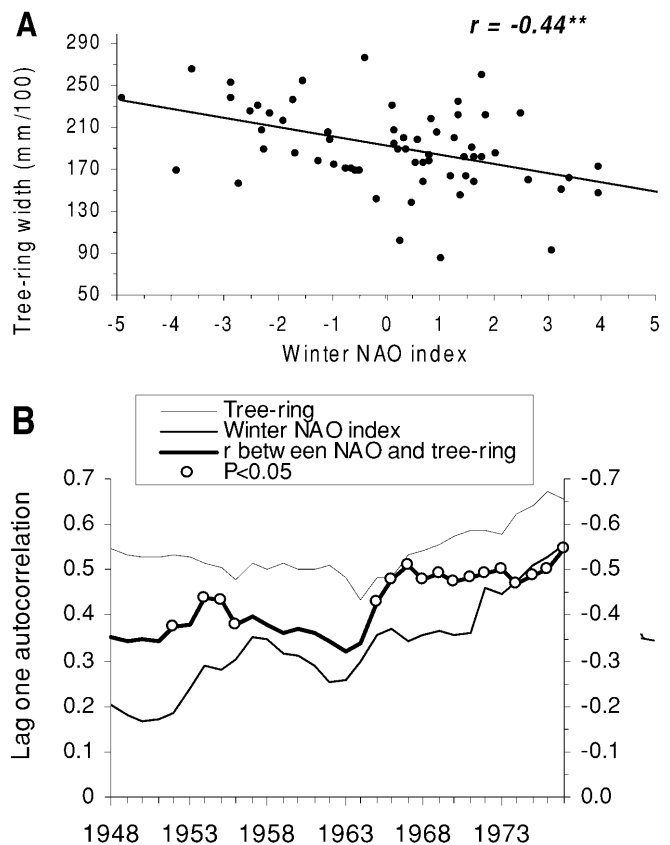 A
r = -0.44**
Tree-ring width (mm/100)
290
250
210
170
130
90
50
-5 -4 -3 -2 -1 0 1 2 3 4 5
Winter NAO index
B
Tree-ring
Winter NAO index
r between NAO and tree-ring
P<0.05
Lag one autocorrelation
0.7 -0.7
0.6 -0.6
0.5 -0.5
0.4 -0.4
0.3 -0.3
0.2 -0.2
0.1 -0.1
0 0.0
r
1948 1953 1958 1963 1968 1973